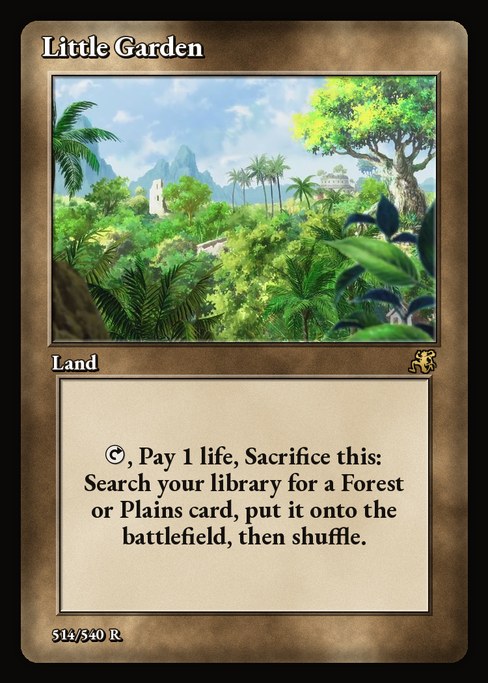 Little Garden
Land
, Pay 1 life, Sacrifice this:
Search your library for a Forest
or Plains card, put it onto the
battlefield, then shuffle.
514/540 R